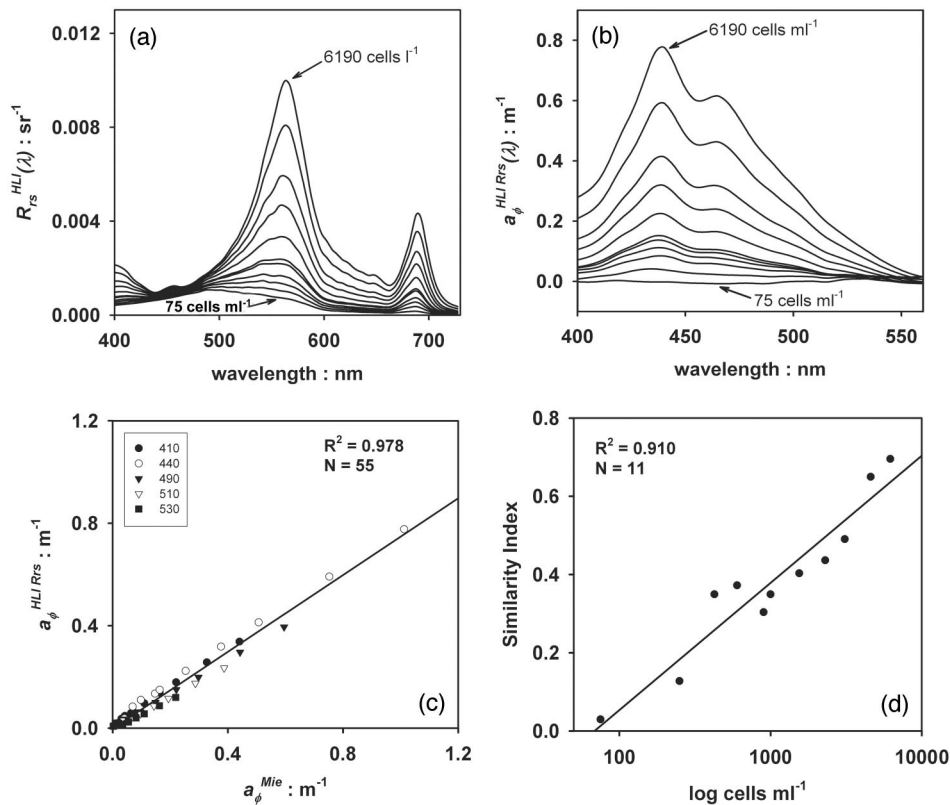 (a)
0.012
0.008
0.004
0.000
R_rs^HLI(λ) : sr⁻¹
6190 cells l⁻¹
75 cells ml⁻¹
400 500 600 700
wavelength : nm
(b)
0.8
0.6
0.4
0.2
0.0
a_ϕ^HLI Rrs(λ) : m⁻¹
6190 cells ml⁻¹
75 cells ml⁻¹
400 450 500 550
wavelength : nm
1.2
0.8
0.4
0.0
a_ϕ^HLI Rrs : m⁻¹
410
440
490
510
530
R² = 0.978
N = 55
(c)
0.0 0.4 0.8 1.2
a_ϕ^Mie : m⁻¹
0.8
0.6
0.4
0.2
0.0
Similarity Index
R² = 0.910
N = 11
(d)
100 1000 10000
log cells ml⁻¹